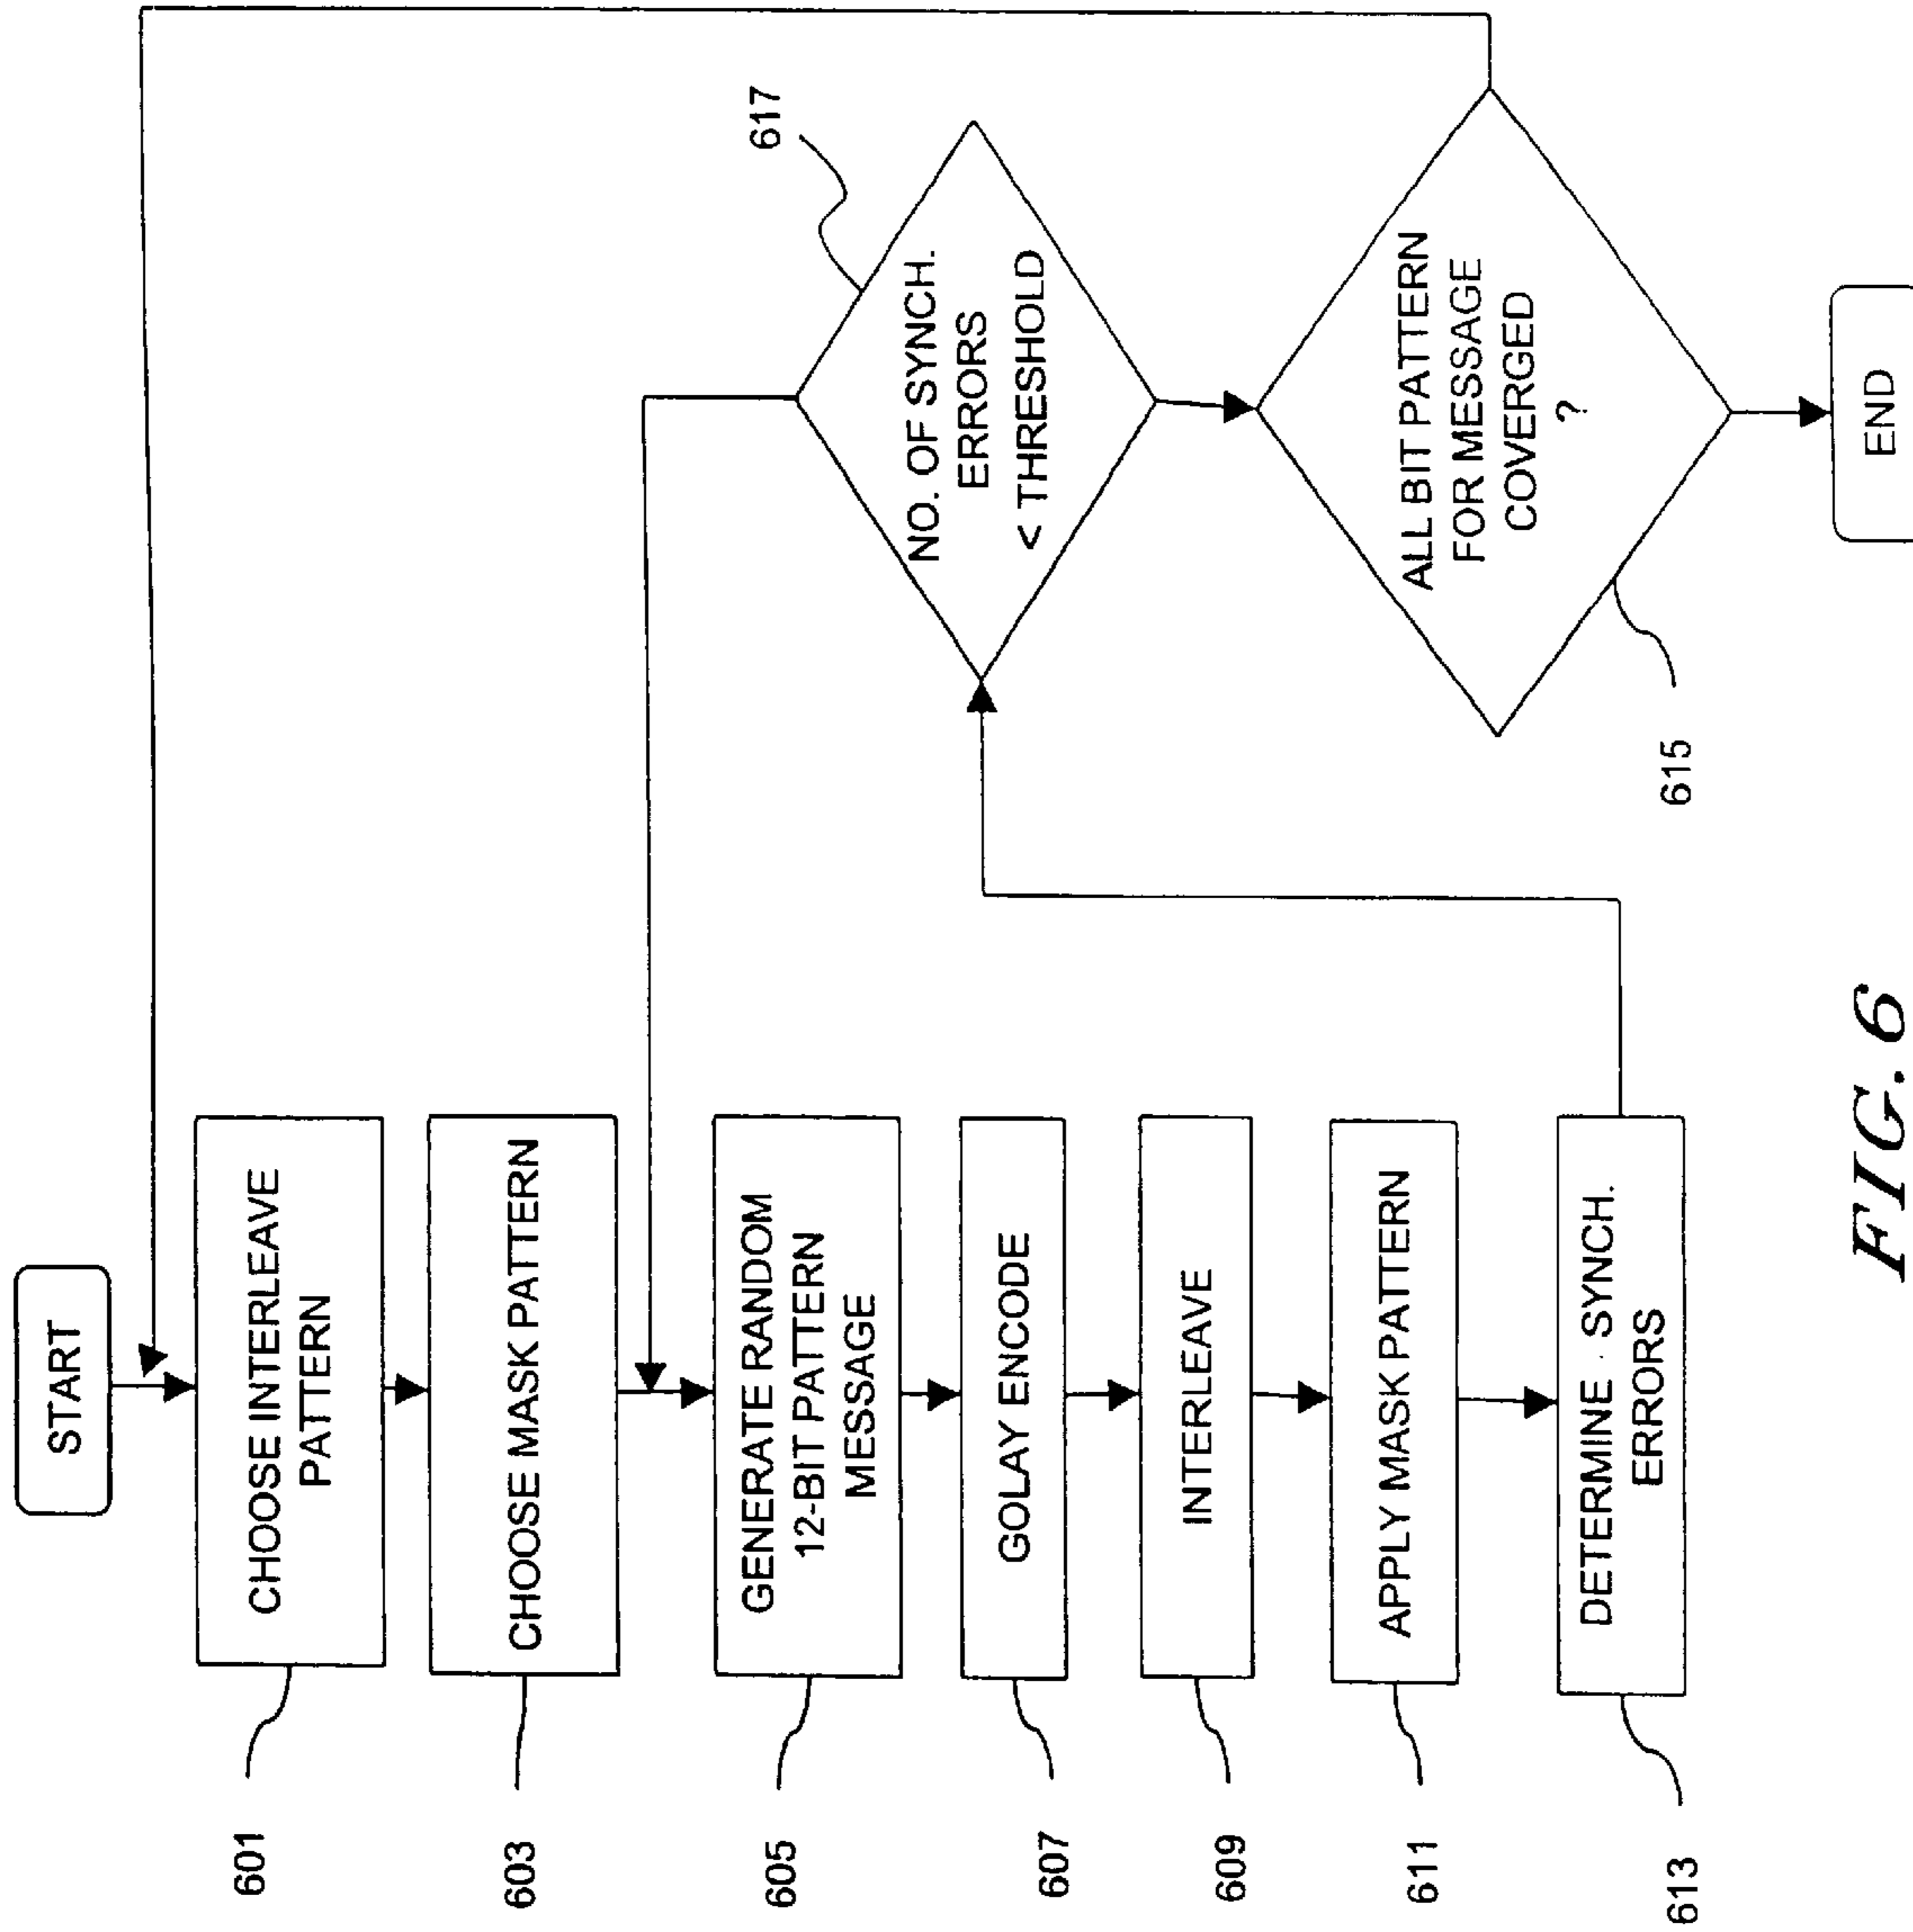 START
601
CHOOSE INTERLEAVE
PATTERN
603
CHOOSE MASK PATTERN
605
GENERATE RANDOM
12-BIT PATTERN
MESSAGE
607
GOLAY ENCODE
609
INTERLEAVE
611
APPLY MASK PATTERN
613
DETERMINE SYNCH.
ERRORS
617
NO. OF SYNCH.
ERRORS
< THRESHOLD
615
ALL BIT PATTERN
FOR MESSAGE
COVERGED
?
END
FIG. 6